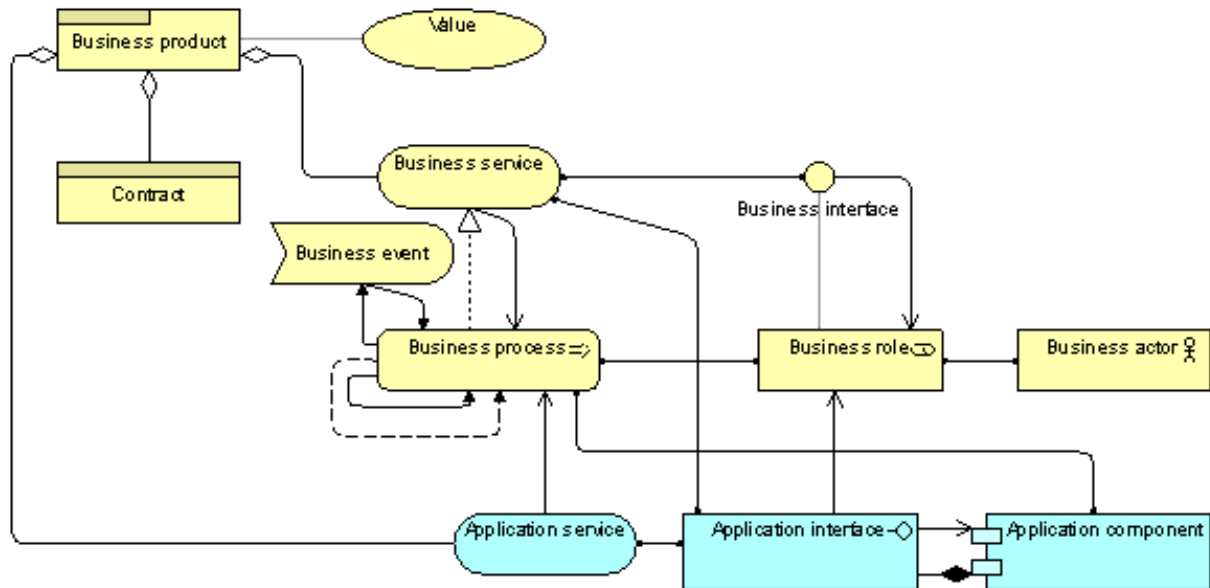 Value
Business product
Business service
Contract
Business interface
Business event
Business process
Business role
Business actor
Application service
Application interface
Application component